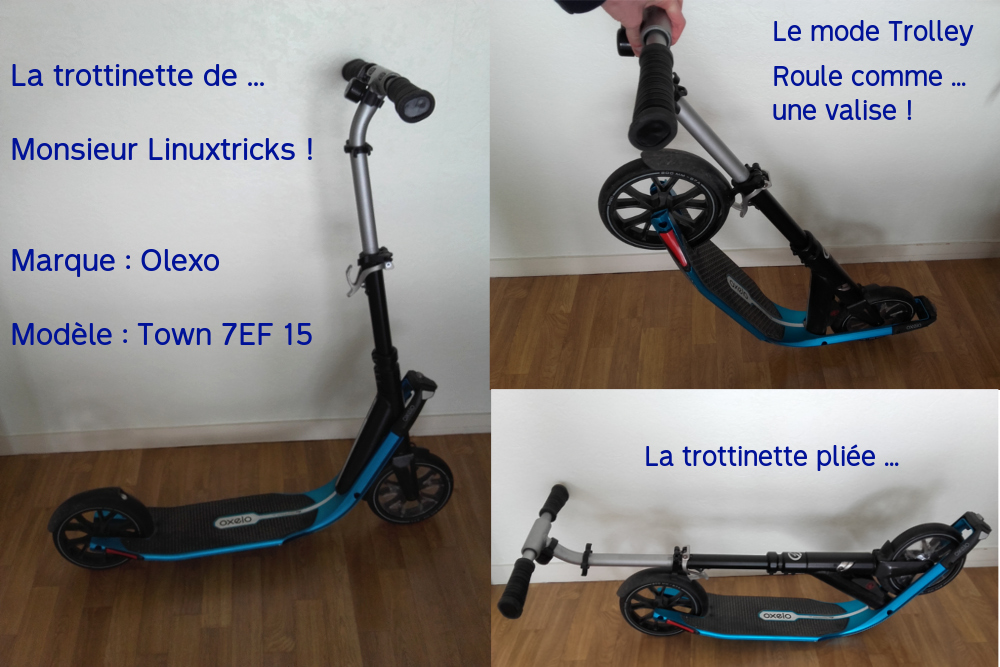 La trottinette de ...
Monsieur Linuxtricks !
Marque : Olexo
Modèle : Town 7EF 15
oxelo
Le mode Trolley
Roule comme ...
une valise !
oxelo
La trottinette pliée ...
oxelo